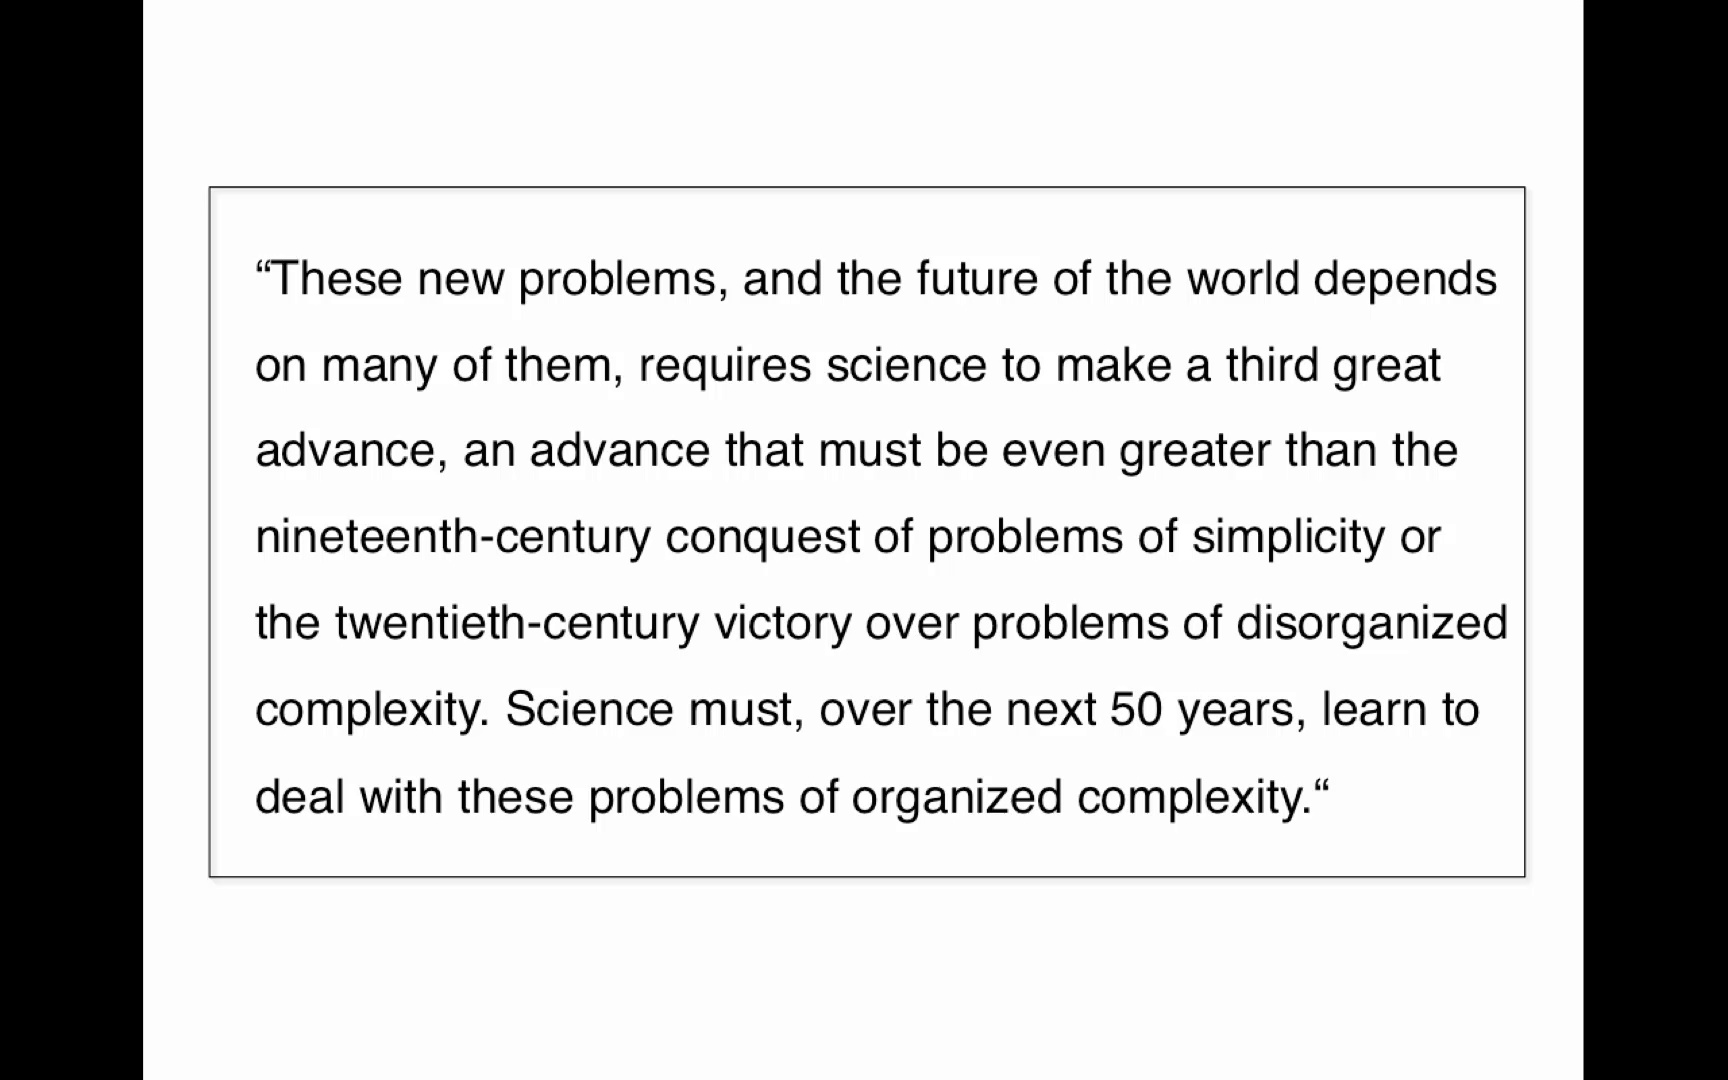 “These new problems, and the future of the world depends
on many of them, requires science to make a third great
advance, an advance that must be even greater than the
nineteenth-century conquest of problems of simplicity or
the twentieth-century victory over problems of disorganized
complexity. Science must, over the next 50 years, learn to
deal with these problems of organized complexity.“